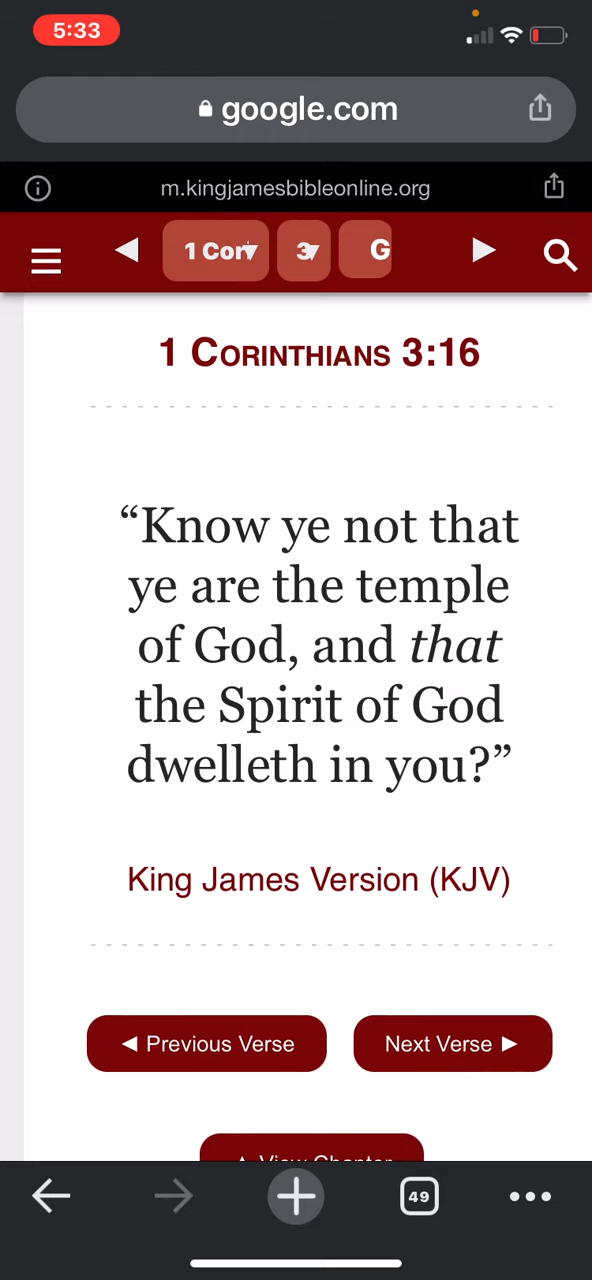 5:33
google.com
m.kingjamesbibleonline.org
1 Cor
3
G
1 Corinthians 3:16
“Know ye not that
ye are the temple
of God, and that
the Spirit of God
dwelleth in you?”
King James Version (KJV)
◄ Previous Verse
Next Verse ►
View Chapter
49